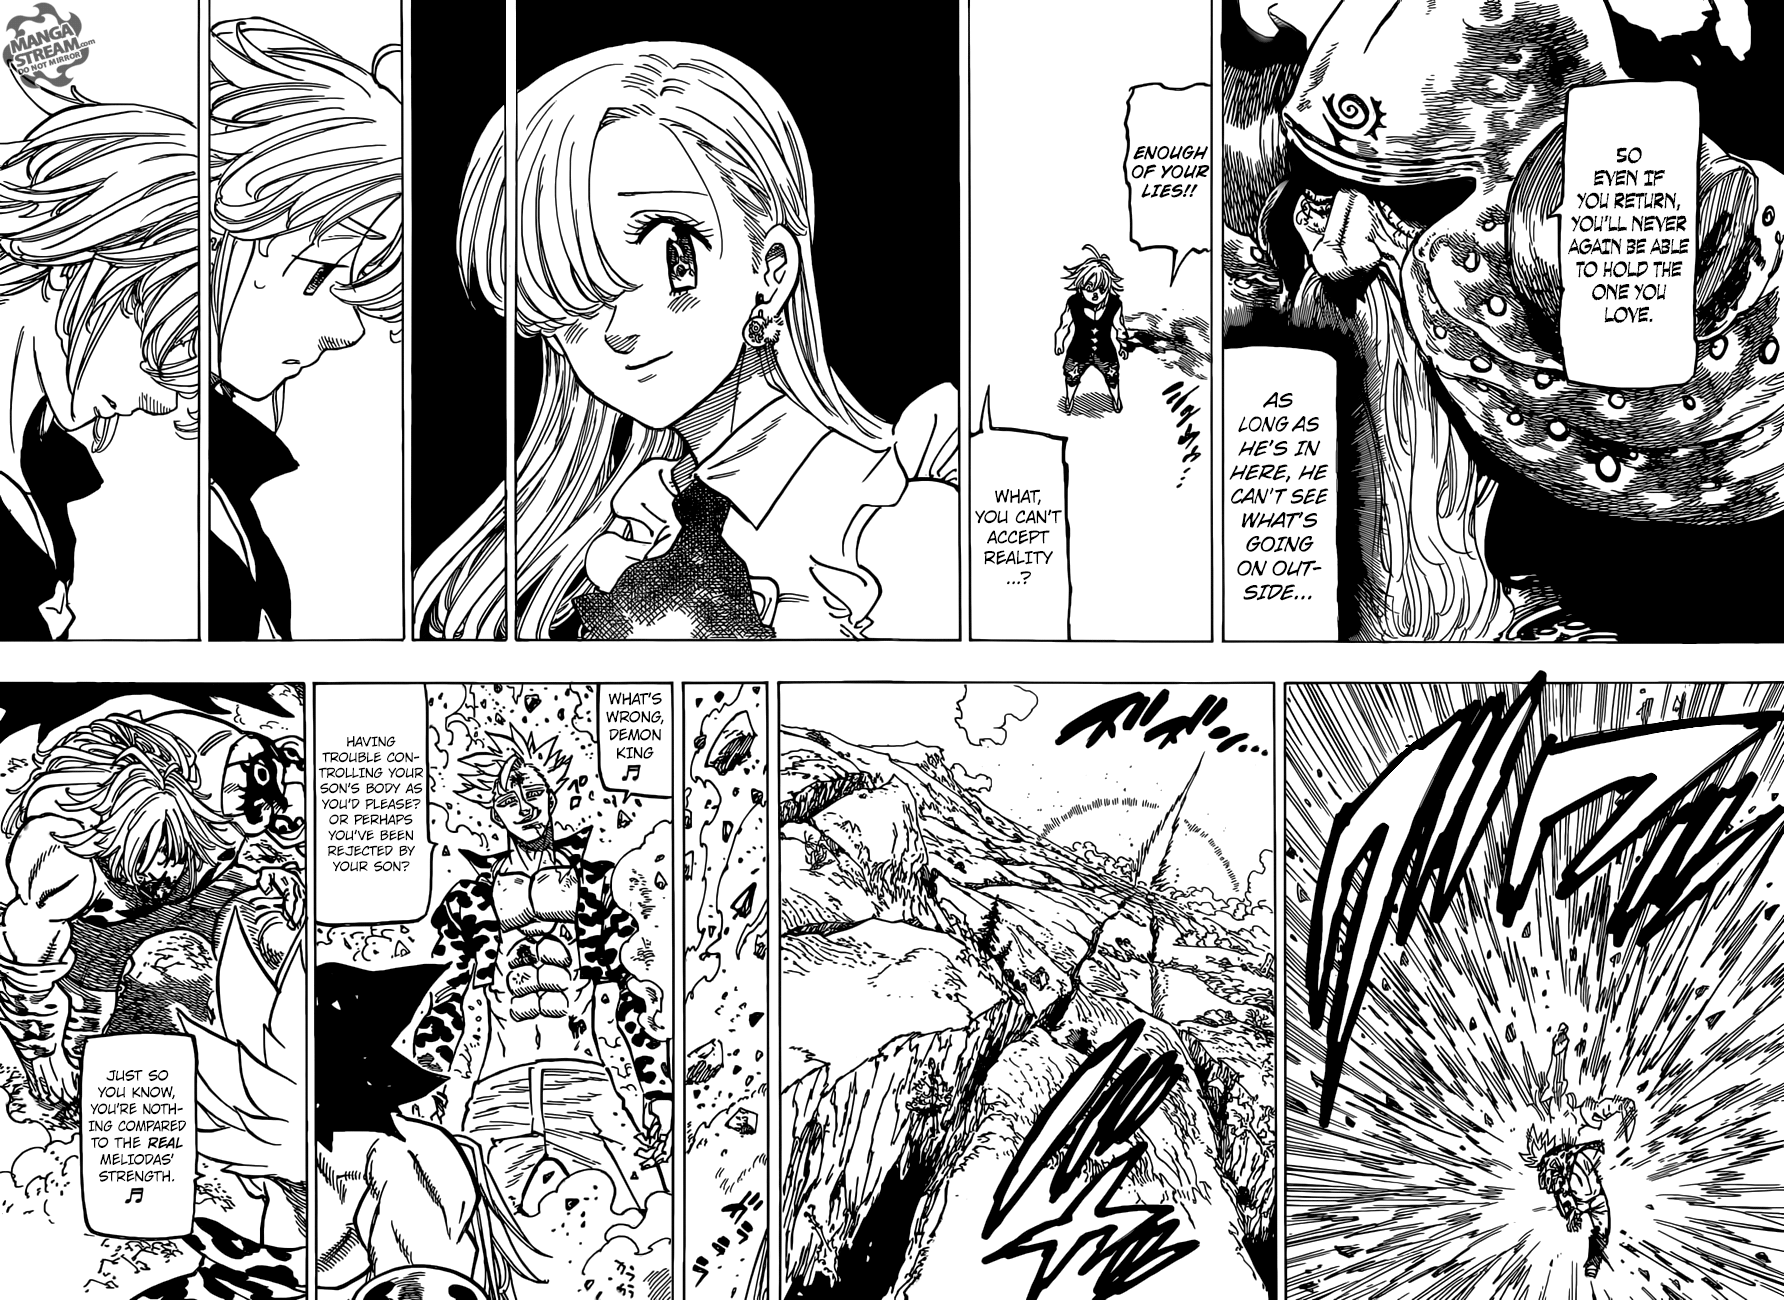 SO
EVEN IF
YOU RETURN,
YOU'LL NEVER
AGAIN BE ABLE
TO HOLD THE
ONE YOU
LOVE.
AS
LONG AS
HE'S IN
HERE, HE
CAN'T SEE
WHAT'S
GOING
ON OUT-
SIDE...
ENOUGH
OF YOUR
LIES!!
WHAT,
YOU CAN'T
ACCEPT
REALITY
...?
MANGA
STREAM.com
DO NOT MIRROR
WHAT'S
WRONG,
DEMON
KING
♫
HAVING
TROUBLE CON-
TROLLING YOUR
SON'S BODY AS
YOU'D PLEASE?
OR PERHAPS
YOU'VE BEEN
REJECTED BY
YOUR SON?
JUST SO
YOU KNOW,
YOU'RE NOTH-
ING COMPARED
TO THE REAL
MELIODAS'
STRENGTH.
♫